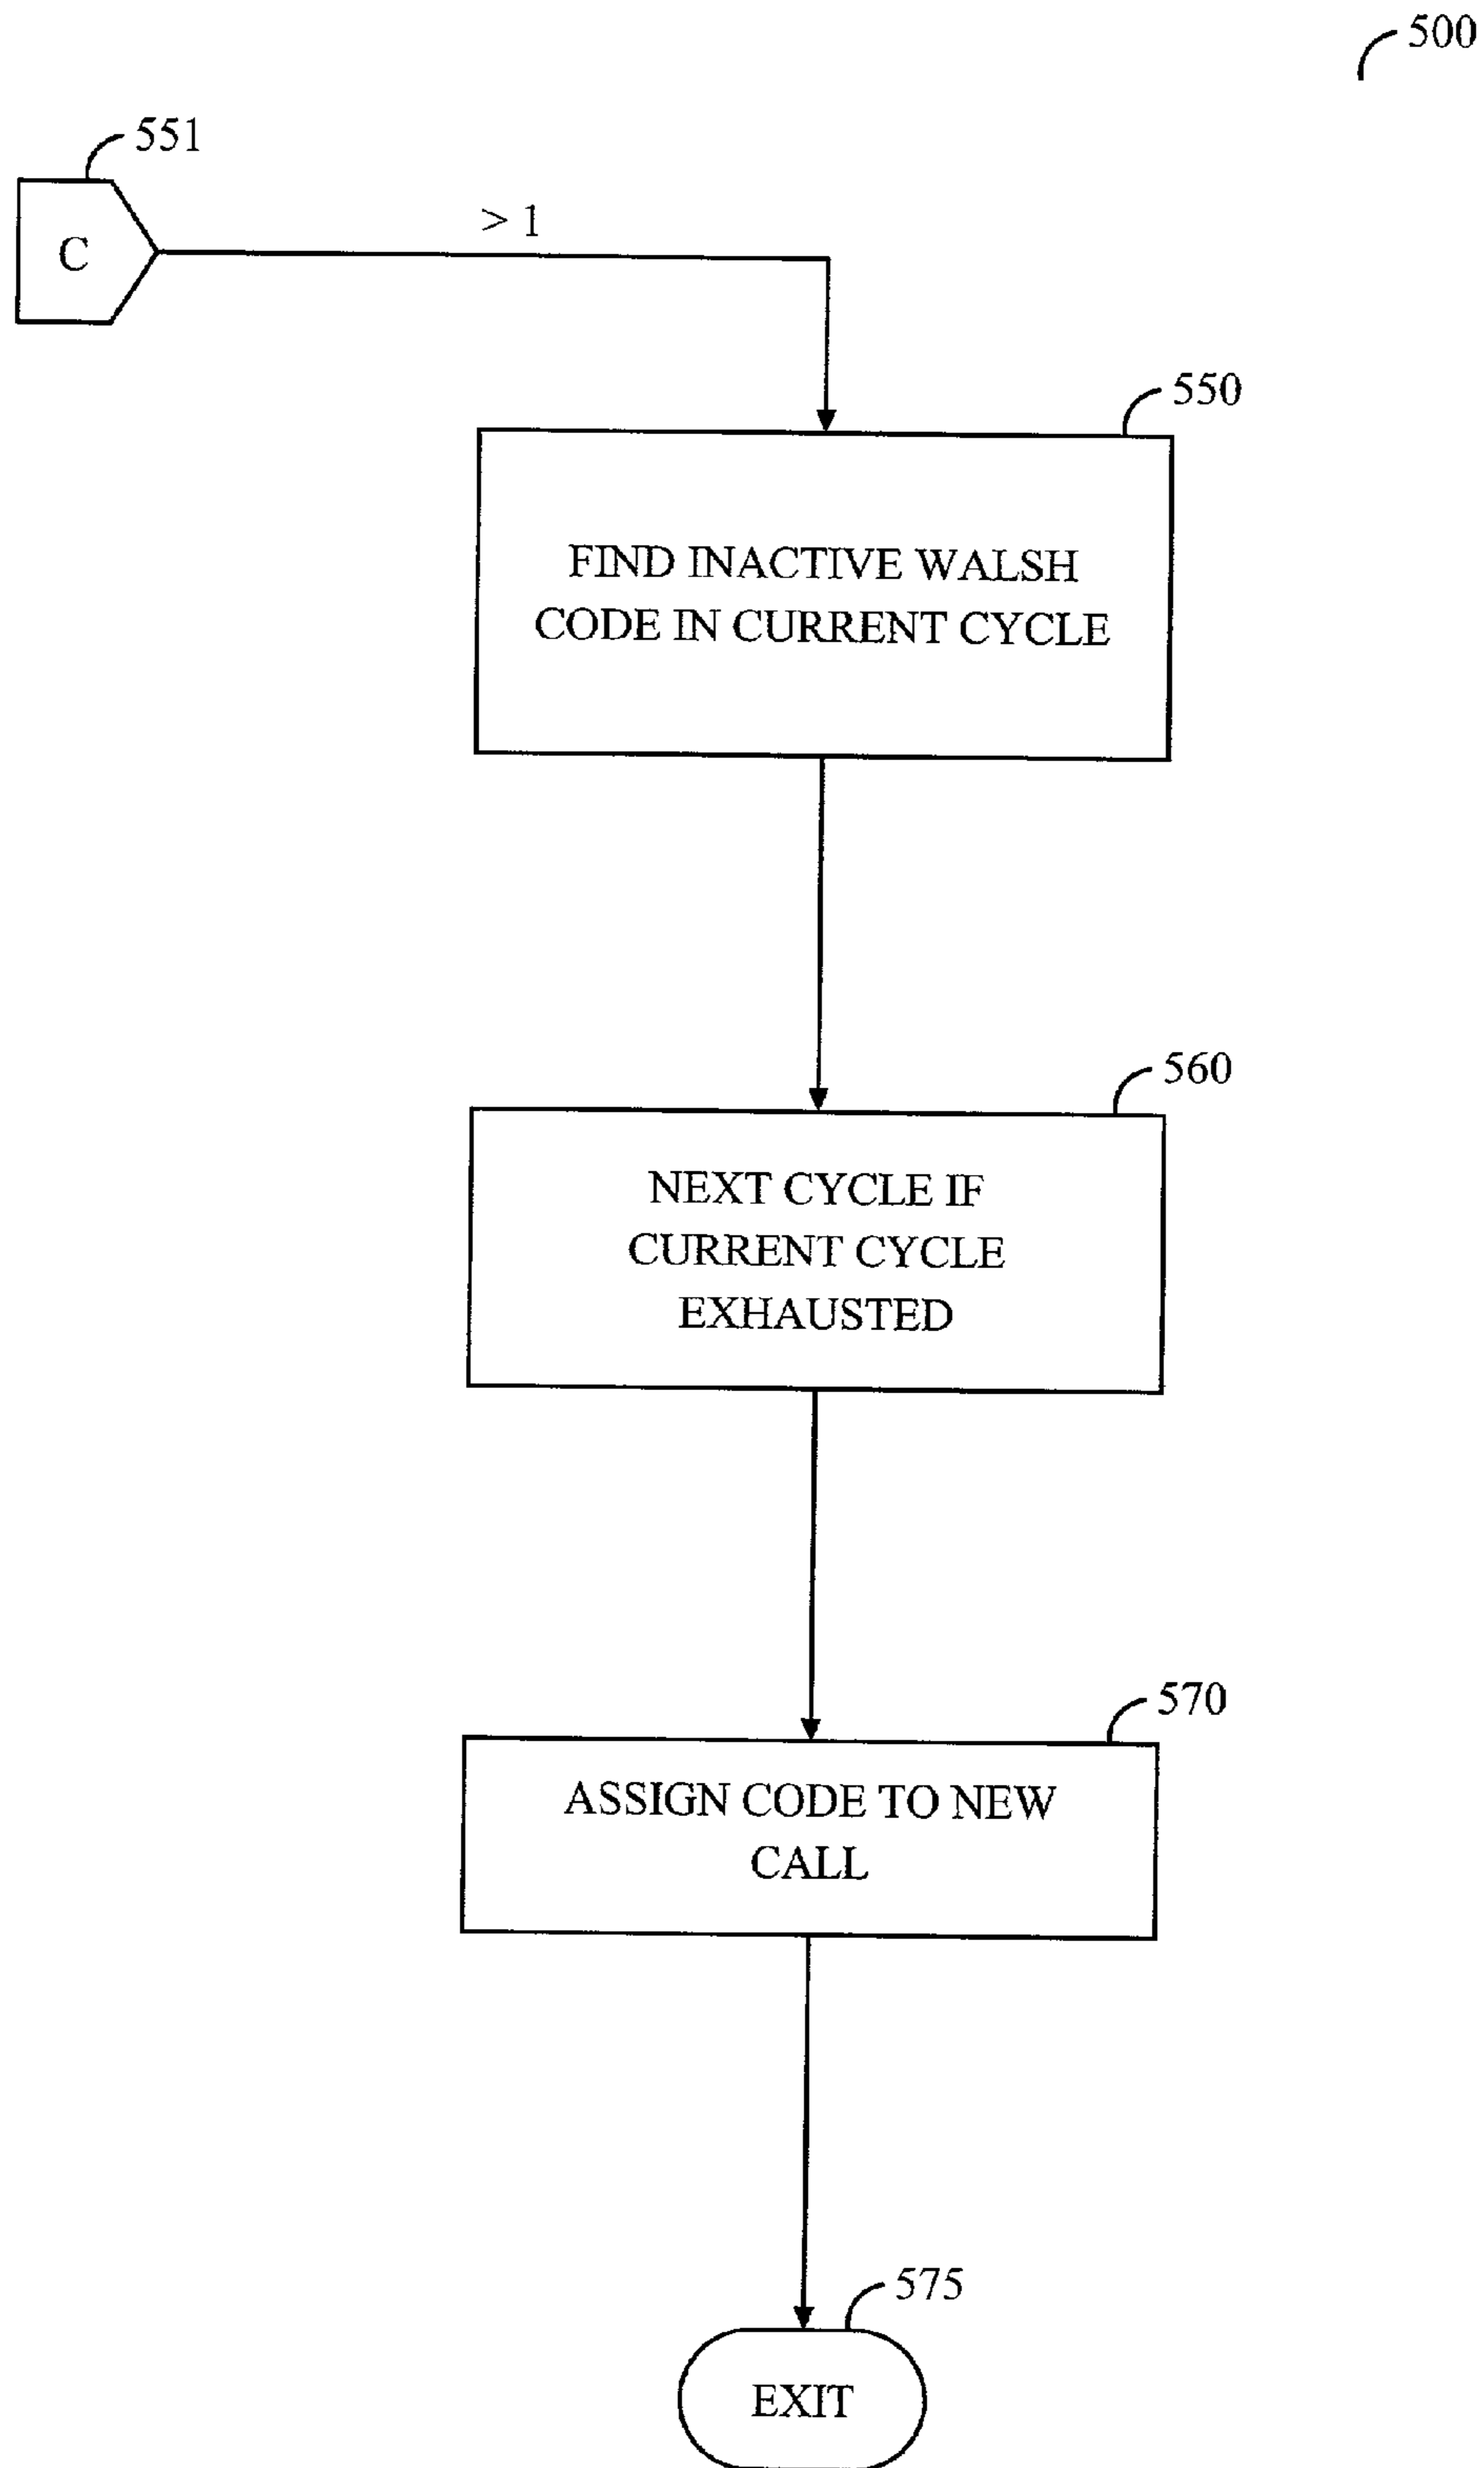 500
551
C
> 1
550
FIND INACTIVE WALSH
CODE IN CURRENT CYCLE
560
NEXT CYCLE IF
CURRENT CYCLE
EXHAUSTED
570
ASSIGN CODE TO NEW
CALL
575
EXIT